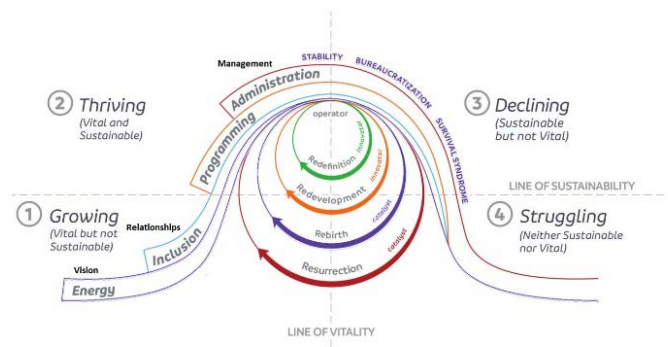 Management
STABILITY
BUREAUCRATIZATION
SURVIVAL SYNDROME
Administration
2 Thriving
(Vital and
Sustainable)
Programming
3 Declining
(Sustainable
but not Vital)
operator
innovator
Redefinition
innovator
Redevelopment
LINE OF SUSTAINABILITY
1 Growing
(Vital but not
Sustainable)
Relationships
Inclusion
catalyst
Rebirth
catalyst
Resurrection
4 Struggling
(Neither Sustainable
nor Vital)
Vision
Energy
LINE OF VITALITY